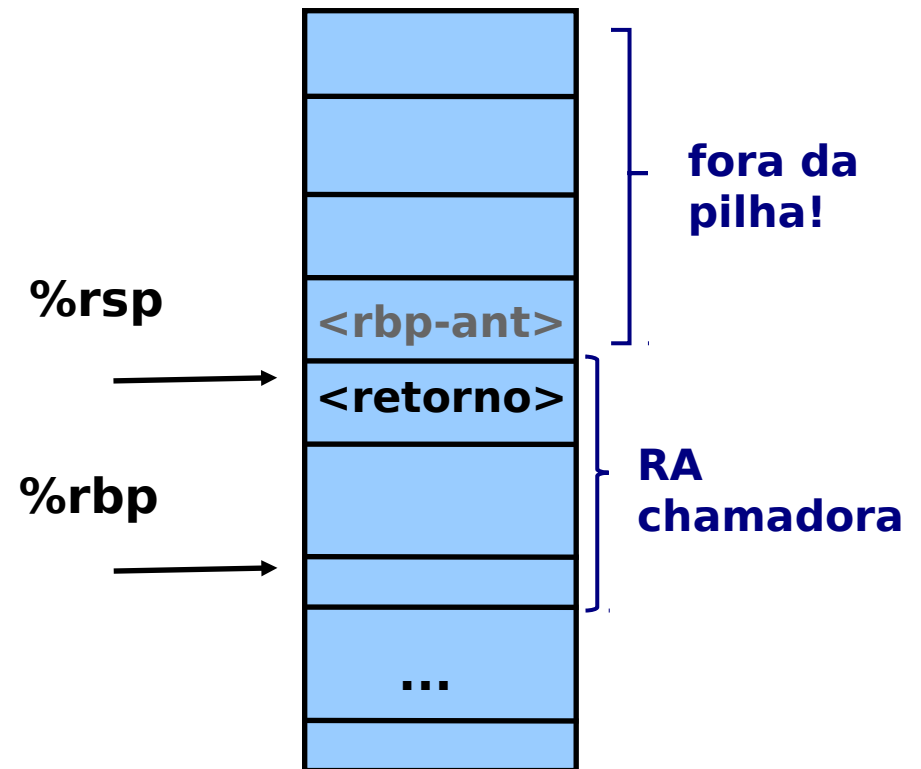 fora da
pilha!
%rsp
<rbp-ant>
<retorno>
RA
chamadora
%rbp
...